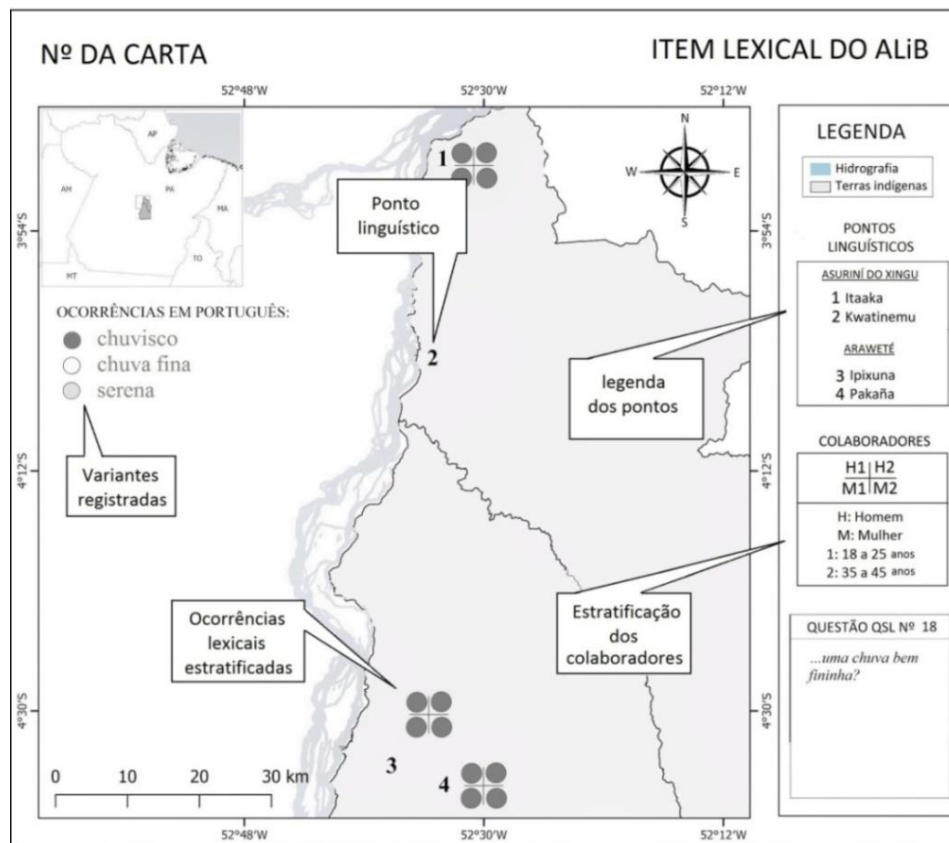 Nº DA CARTA
ITEM LEXICAL DO ALiB
52°48'W
52°30'W
52°12'W
AP
AM
PA
MA
TO
MT
3°54'S
4°12'S
4°30'S
OCORRÊNCIAS EM PORTUGUÊS:
chuvisco
chuva fina
serena
Variantes
registradas
1
Ponto
linguístico
2
N
W
E
S
legenda
dos pontos
Ocorrências
lexicais
estratificadas
Estratificação
dos
colaboradores
3
4
0 10 20 30 km
3°54'S
4°12'S
4°30'S
52°48'W
52°30'W
52°12'W
LEGENDA
Hidrografia
Terras indígenas
PONTOS
LINGUÍSTICOS
ASURINÍ DO XINGU
1 Itaaka
2 Kwatinemu
ARAWETÉ
3 Ipixuna
4 Pakaña
COLABORADORES
H1 H2
M1 M2
H: Homem
M: Mulher
1: 18 a 25 anos
2: 35 a 45 anos
QUESTÃO QSL Nº 18
...uma chuva bem
fininha?